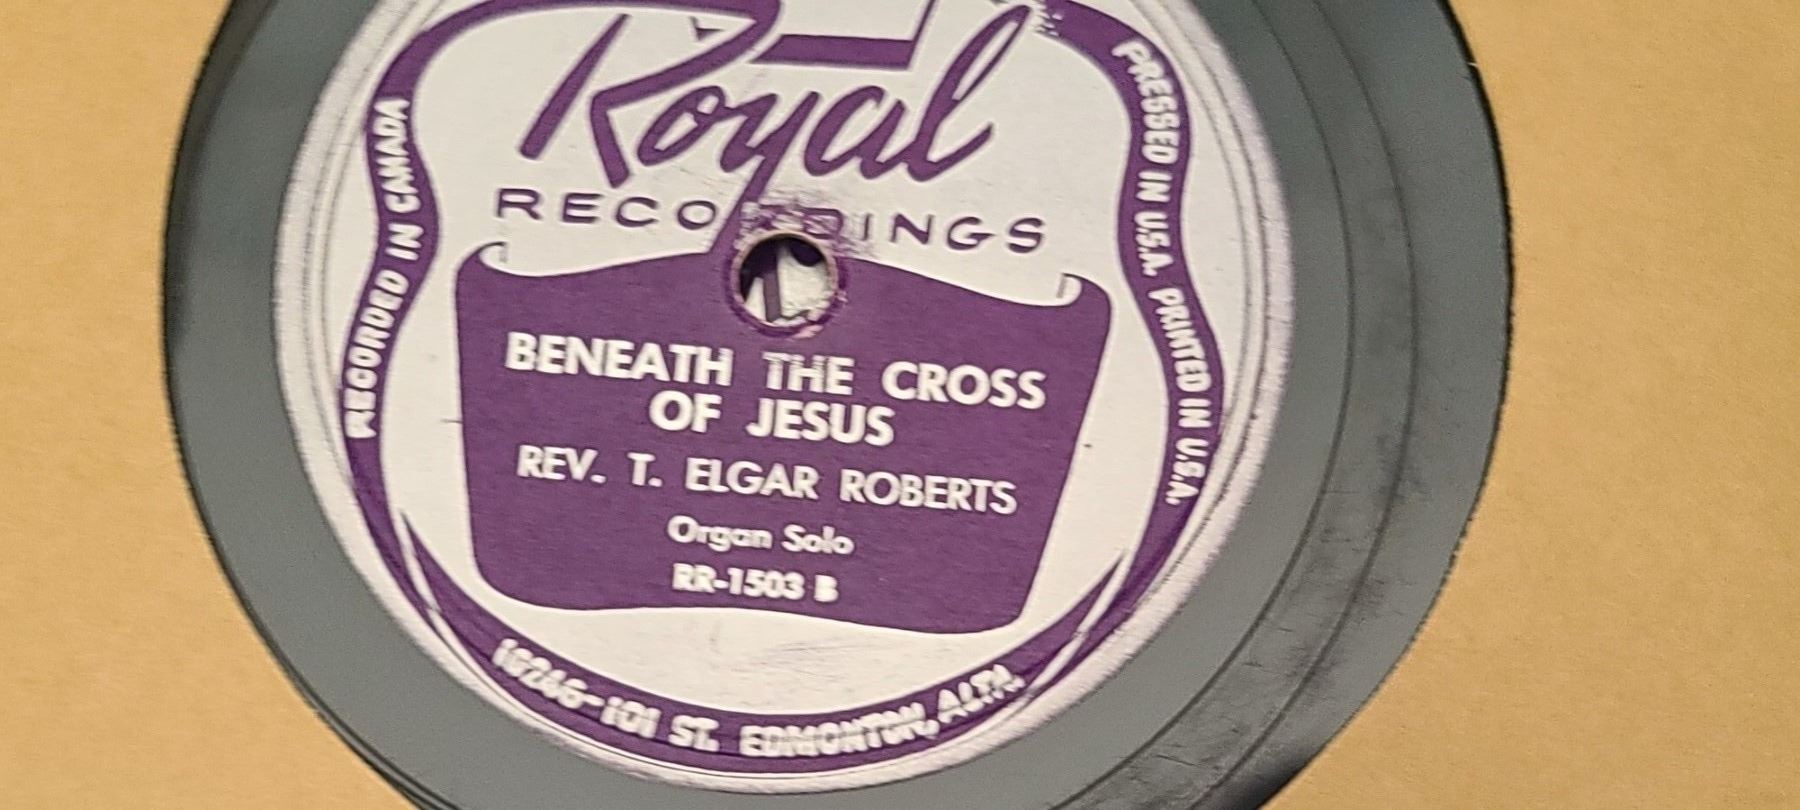 Royal
RECORDINGS
RECORDED IN CANADA
PRESSED IN U.S.A. PRINTED IN U.S.A.
BENEATH THE CROSS
OF JESUS
REV. T. ELGAR ROBERTS
Organ Solo
RR-1503 B
10246-101 ST. EDMONTON, ALTA.